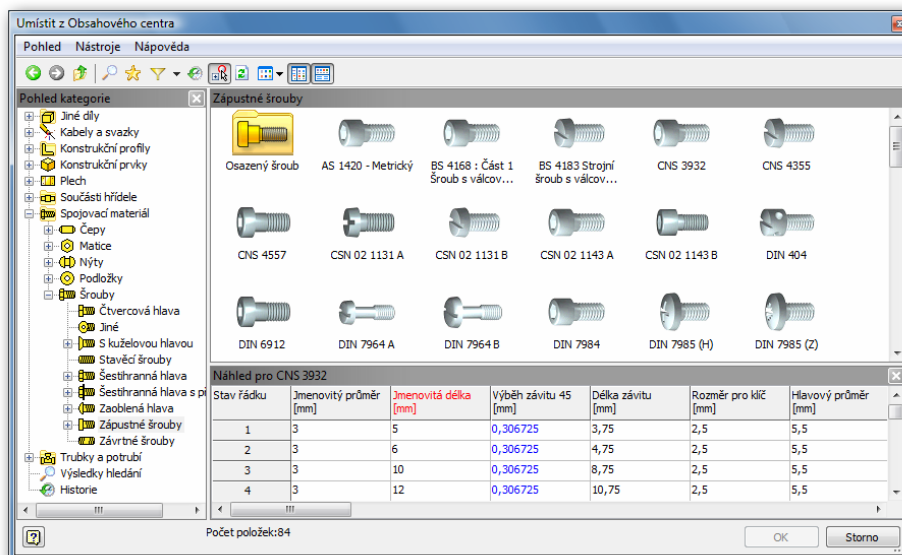 Umístit z Obsahového centra
Pohled Nástroje Nápověda
Pohled kategorie
Jiné díly
Kabely a svazky
Konstrukční profily
Konstrukční prvky
Plech
Součásti hřídele
Spojovací materiál
Čepy
Matice
Nýty
Podložky
Šrouby
Čtvercová hlava
Jiné
S kuželovou hlavou
Stavěcí šrouby
Šestihranná hlava
Šestihranná hlava s př
Zaoblená hlava
Zápustné šrouby
Závrtné šrouby
Trubky a potrubí
Výsledky hledání
Historie
Zápustné šrouby
Osazený šroub
AS 1420 - Metrický
BS 4168 : Část 1
Šroub s válcov...
BS 4183 Strojní
šroub s válcov...
CNS 3932
CNS 4355
CNS 4557
CSN 02 1131 A
CSN 02 1131 B
CSN 02 1143 A
CSN 02 1143 B
DIN 404
DIN 6912
DIN 7964 A
DIN 7964 B
DIN 7984
DIN 7985 (H)
DIN 7985 (Z)
Náhled pro CNS 3932
Stav řádku Jmenovitý průměr [mm] Jmenovitá délka [mm] Výběh závitu 45 [mm] Délka závitu [mm] Rozměr pro klíč [mm] Hlavový průměr [mm]
1 3 5 0,306725 3,75 2,5 5,5
2 3 6 0,306725 4,75 2,5 5,5
3 3 10 0,306725 8,75 2,5 5,5
4 3 12 0,306725 10,75 2,5 5,5
Počet položek:84
OK
Storno